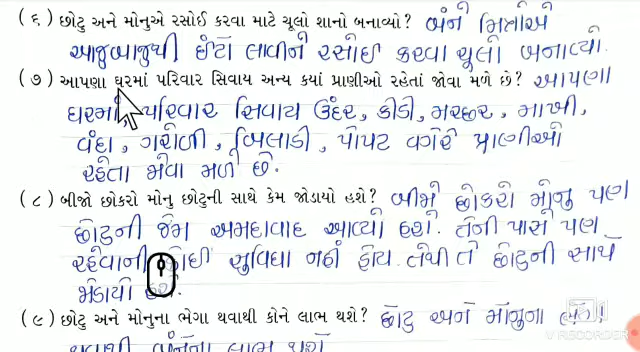 (૬) છોટુ અને મોનુએ રસોઈ કરવા માટે ચૂલો શાનો બનાવ્યો? બંને મિત્રોએ
આજુબાજુથી ઈંટો લાવીને રસોઈ કરવા ચૂલો બનાવ્યો.
(૭) આપણા ઘરમાં પરિવાર સિવાય અન્ય કયાં પ્રાણીઓ રહેતાં જોવા મળે છે? આપણા
ઘરમાં પરિવાર સિવાય ઉંદર, કીડી, મચ્છર, માખી,
વંદા, ગરોળી, બિલાડી, પોપટ વગેરે પ્રાણીઓ
રહેતા જોવા મળે છે.
(૮) બીજો છોકરો મોનુ છોટુની સાથે કેમ જોડાયો હશે? બીજો છોકરો મોનુ પણ
છોટુની જેમ અમદાવાદ આવ્યો હશે. તેની પાસે પણ
રહેવાની કોઈ સુવિધા નહીં હોય. તેથી તે છોટુની સાથે
જોડાયો હશે.
(૯) છોટુ અને મોનુના ભેગા થવાથી કોને લાભ થશે? છોટુ અને મોનુના
થવાથી બંનેના લાભ થશે
RECORDER